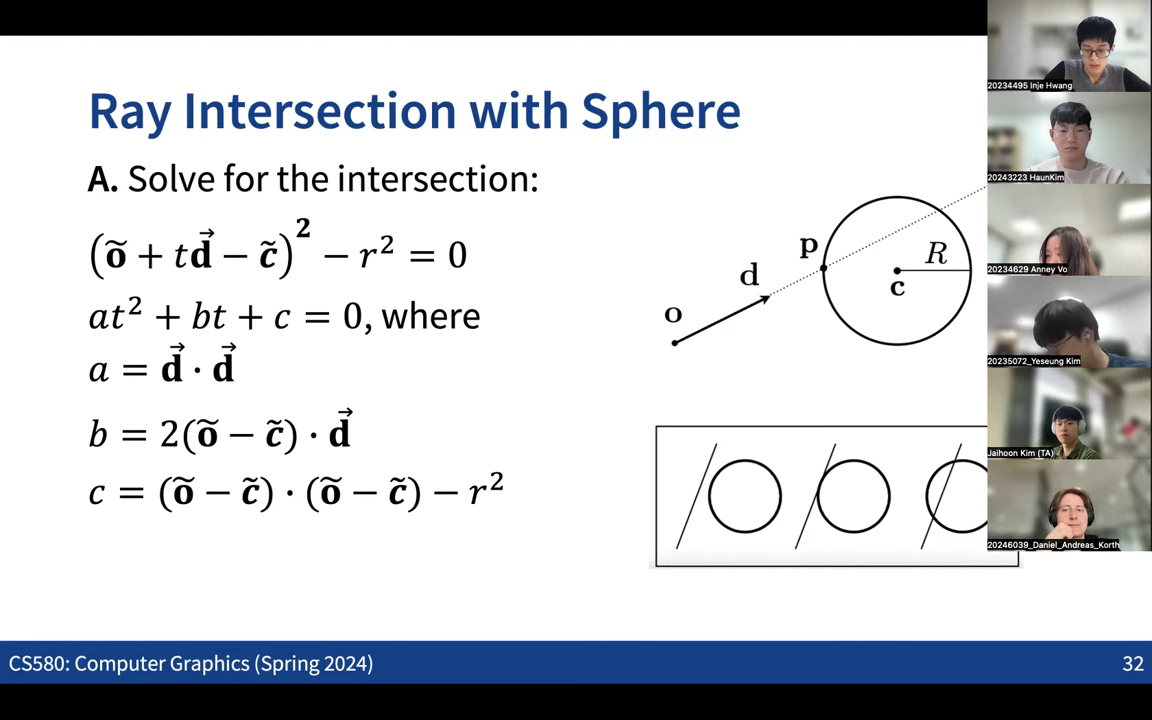 Ray Intersection with Sphere
A. Solve for the intersection:
(õ + td⃗ − c̃)² − r² = 0
at² + bt + c = 0, where
a = d⃗ · d⃗
b = 2(õ − c̃) · d⃗
c = (õ − c̃) · (õ − c̃) − r²
o
d
p
R
c
CS580: Computer Graphics (Spring 2024)
32
20234495 Inje Hwang
20243223 HaunKim
20234629 Anney Vo
20235072_Yeseung Kim
Jaihoon Kim (TA)
20246039_Daniel_Andreas_Korth